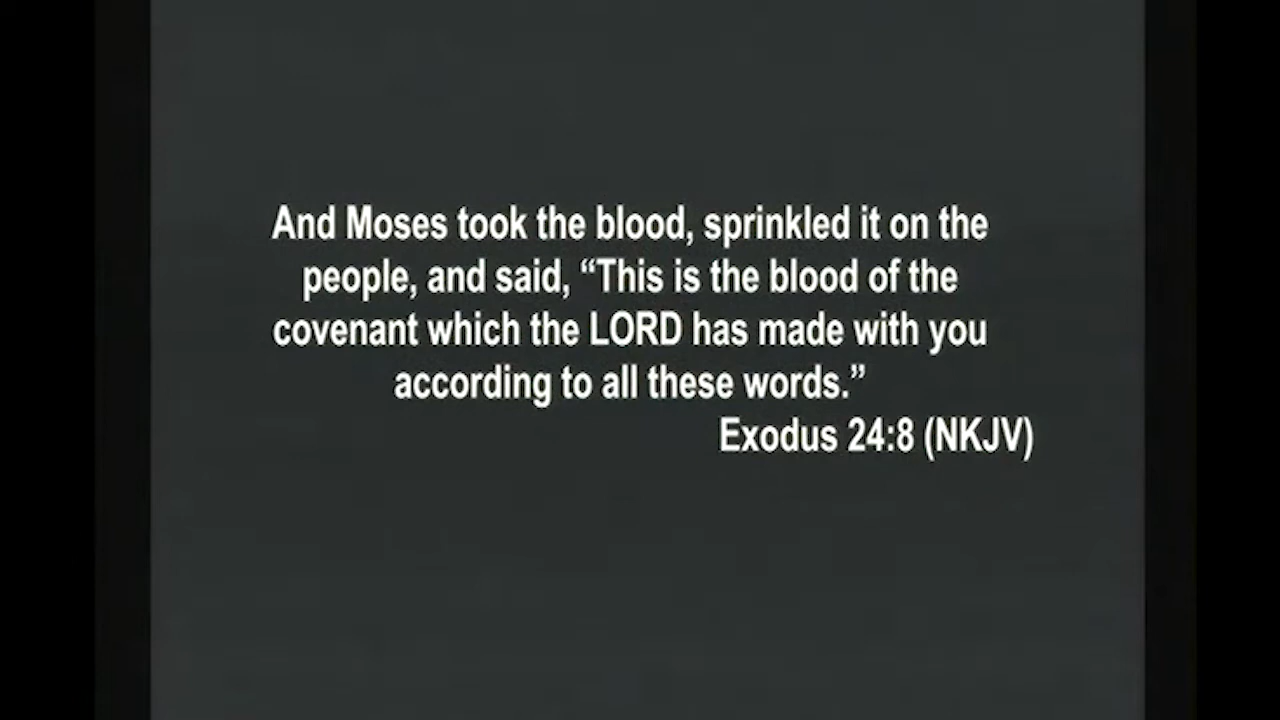 And Moses took the blood, sprinkled it on the
people, and said, “This is the blood of the
covenant which the LORD has made with you
according to all these words.”
Exodus 24:8 (NKJV)